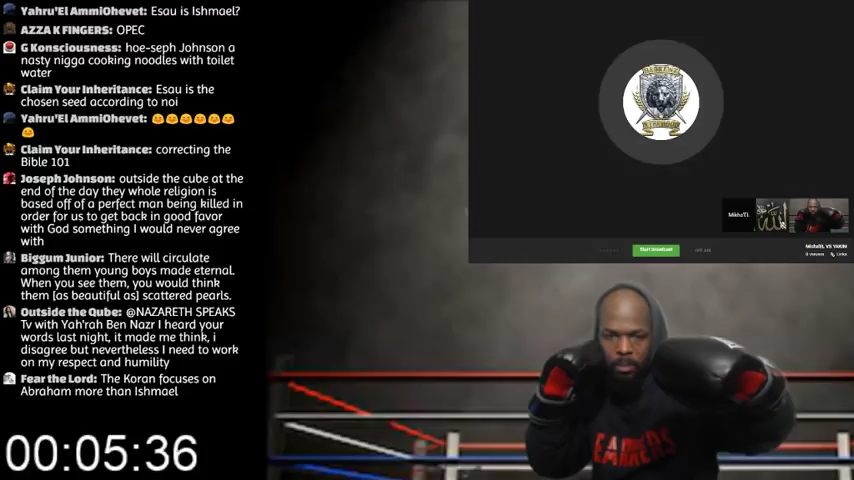 Yahru'El AmmiOhevet: Esau is Ishmael?
AZZA K FINGERS: OPEC
G Konsciousness: hoe-seph Johnson a
nasty nigga cooking noodles with toilet
water
Claim Your Inheritance: Esau is the
chosen seed according to noi
Yahru'El AmmiOhevet:
Claim Your Inheritance: correcting the
Bible 101
Joseph Johnson: outside the cube at the
end of the day they whole religion is
based off of a perfect man being killed in
order for us to get back in good favor
with God something I would never agree
with
Biggum Junior: There will circulate
among them young boys made eternal.
When you see them, you would think
them [as beautiful as] scattered pearls.
Outside the Qube: @NAZARETH SPEAKS
Tv with Yah'rah Ben Nazr I heard your
words last night, it made me think, i
disagree but nevertheless I need to work
on my respect and humility
Fear the Lord: The Koran focuses on
Abraham more than Ishmael
00:05:36